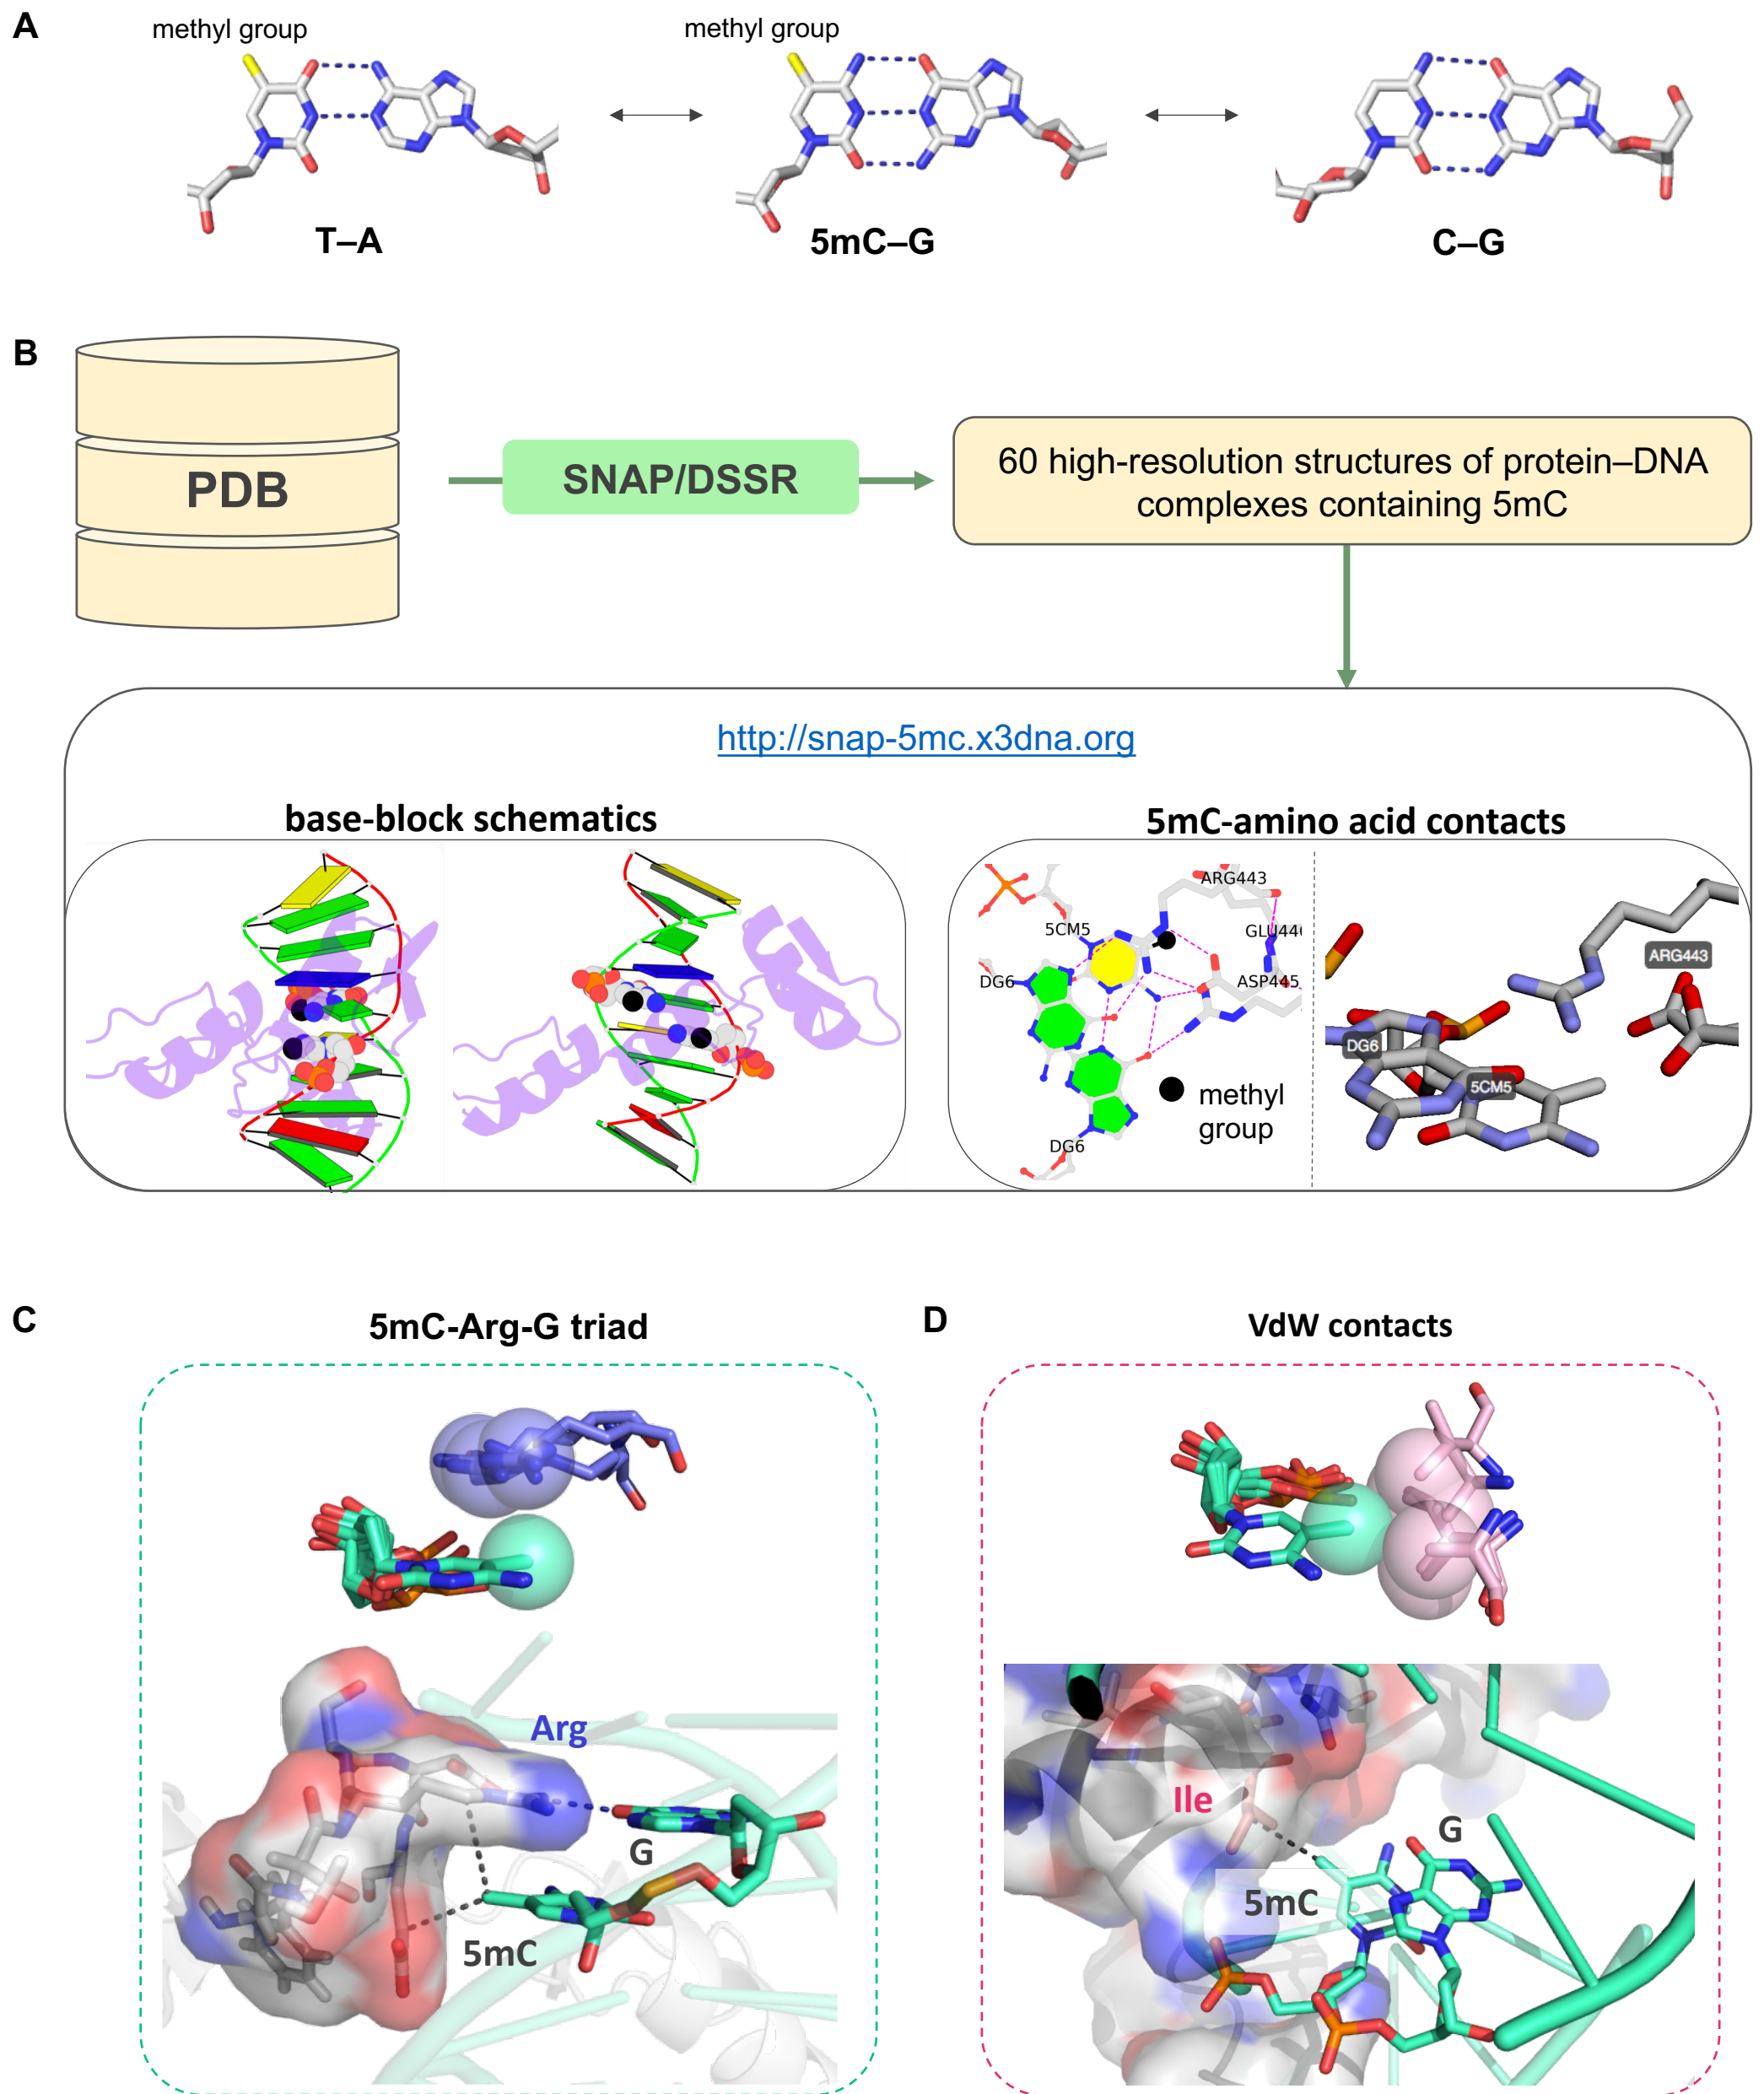 A
methyl group
methyl group
T–A
5mC–G
C–G
B
PDB
SNAP/DSSR
60 high-resolution structures of protein–DNA
complexes containing 5mC
http://snap-5mc.x3dna.org
base-block schematics
5mC-amino acid contacts
ARG443
5CM5
GLU44
DG6
ASP445
methyl
group
DG6
ARG443
DG6
5CM5
C
5mC-Arg-G triad
D
VdW contacts
Arg
G
5mC
Ile
G
5mC